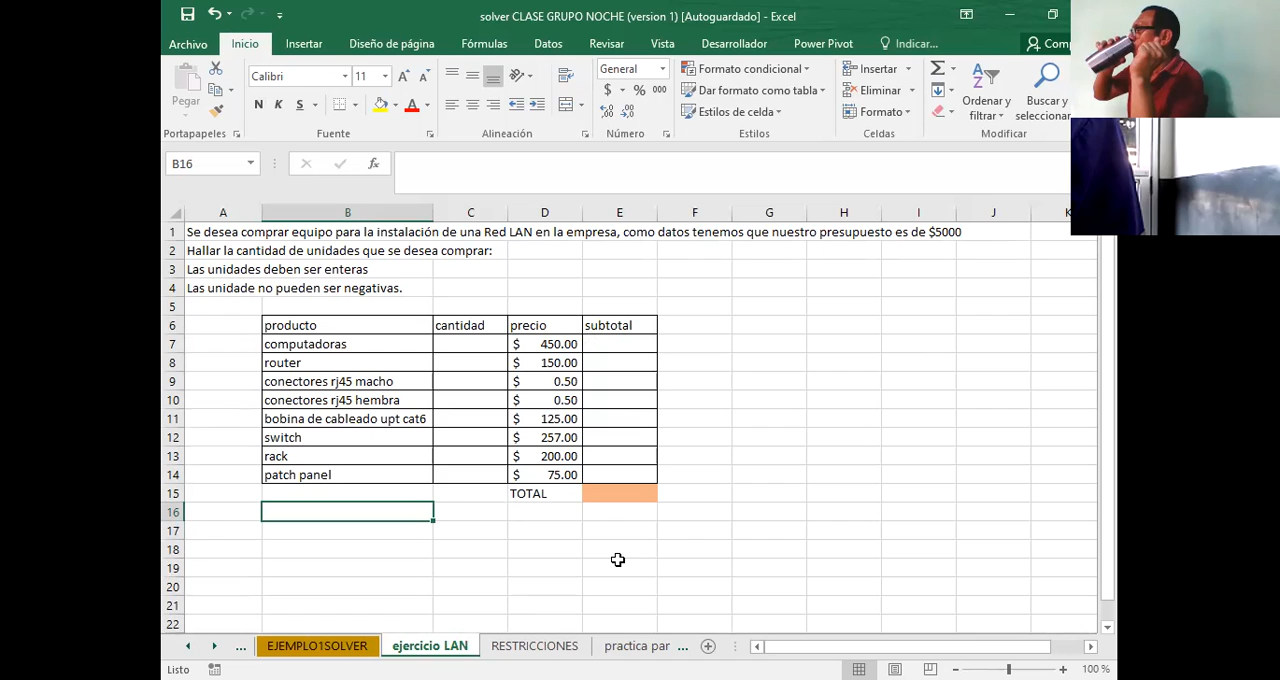 solver CLASE GRUPO NOCHE (version 1) [Autoguardado] - Excel
Archivo Inicio Insertar Diseño de página Fórmulas Datos Revisar Vista Desarrollador Power Pivot Indicar...
Pegar
Calibri 11
N K S
General
$ % 000
Formato condicional
Dar formato como tabla
Estilos de celda
Insertar
Eliminar
Formato
Ordenar y filtrar
Buscar y
Portapapeles Fuente Alineación Número Estilos Celdas Modificar
B16 fx
A B C D E F G H I J K
1 Se desea comprar equipo para la instalación de una Red LAN en la empresa, como datos tenemos que nuestro presupuesto es de $5000
2 Hallar la cantidad de unidades que se desea comprar:
3 Las unidades deben ser enteras
4 Las unidade no pueden ser negativas.
5
6 producto cantidad precio subtotal
7 computadoras $ 450.00
8 router $ 150.00
9 conectores rj45 macho $ 0.50
10 conectores rj45 hembra $ 0.50
11 bobina de cableado upt cat6 $ 125.00
12 switch $ 257.00
13 rack $ 200.00
14 patch panel $ 75.00
15 TOTAL
16
17
18
19
20
21
22
... EJEMPLO1SOLVER ejercicio LAN RESTRICCIONES practica par ...
Listo 100 %